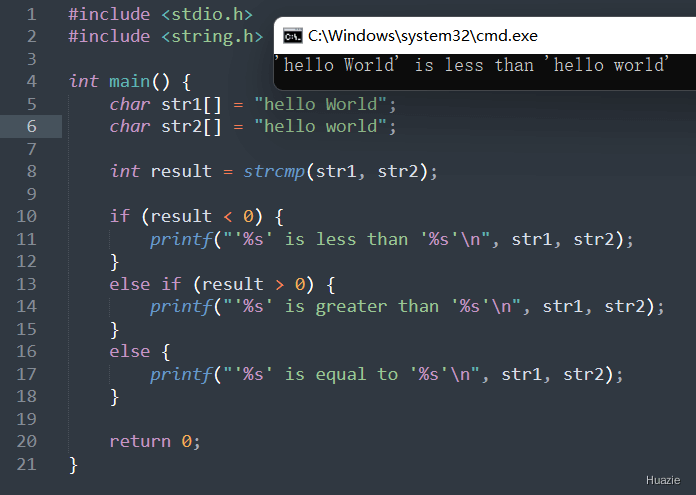 1 #include <stdio.h>
2 #include <string.h>
C:\Windows\system32\cmd.exe
'hello World' is less than 'hello world'
3
4 int main() {
5     char str1[] = "hello World";
6     char str2[] = "hello world";
7
8     int result = strcmp(str1, str2);
9
10     if (result < 0) {
11         printf("'%s' is less than '%s'\n", str1, str2);
12     }
13     else if (result > 0) {
14         printf("'%s' is greater than '%s'\n", str1, str2);
15     }
16     else {
17         printf("'%s' is equal to '%s'\n", str1, str2);
18     }
19
20     return 0;
21 }
Huazie